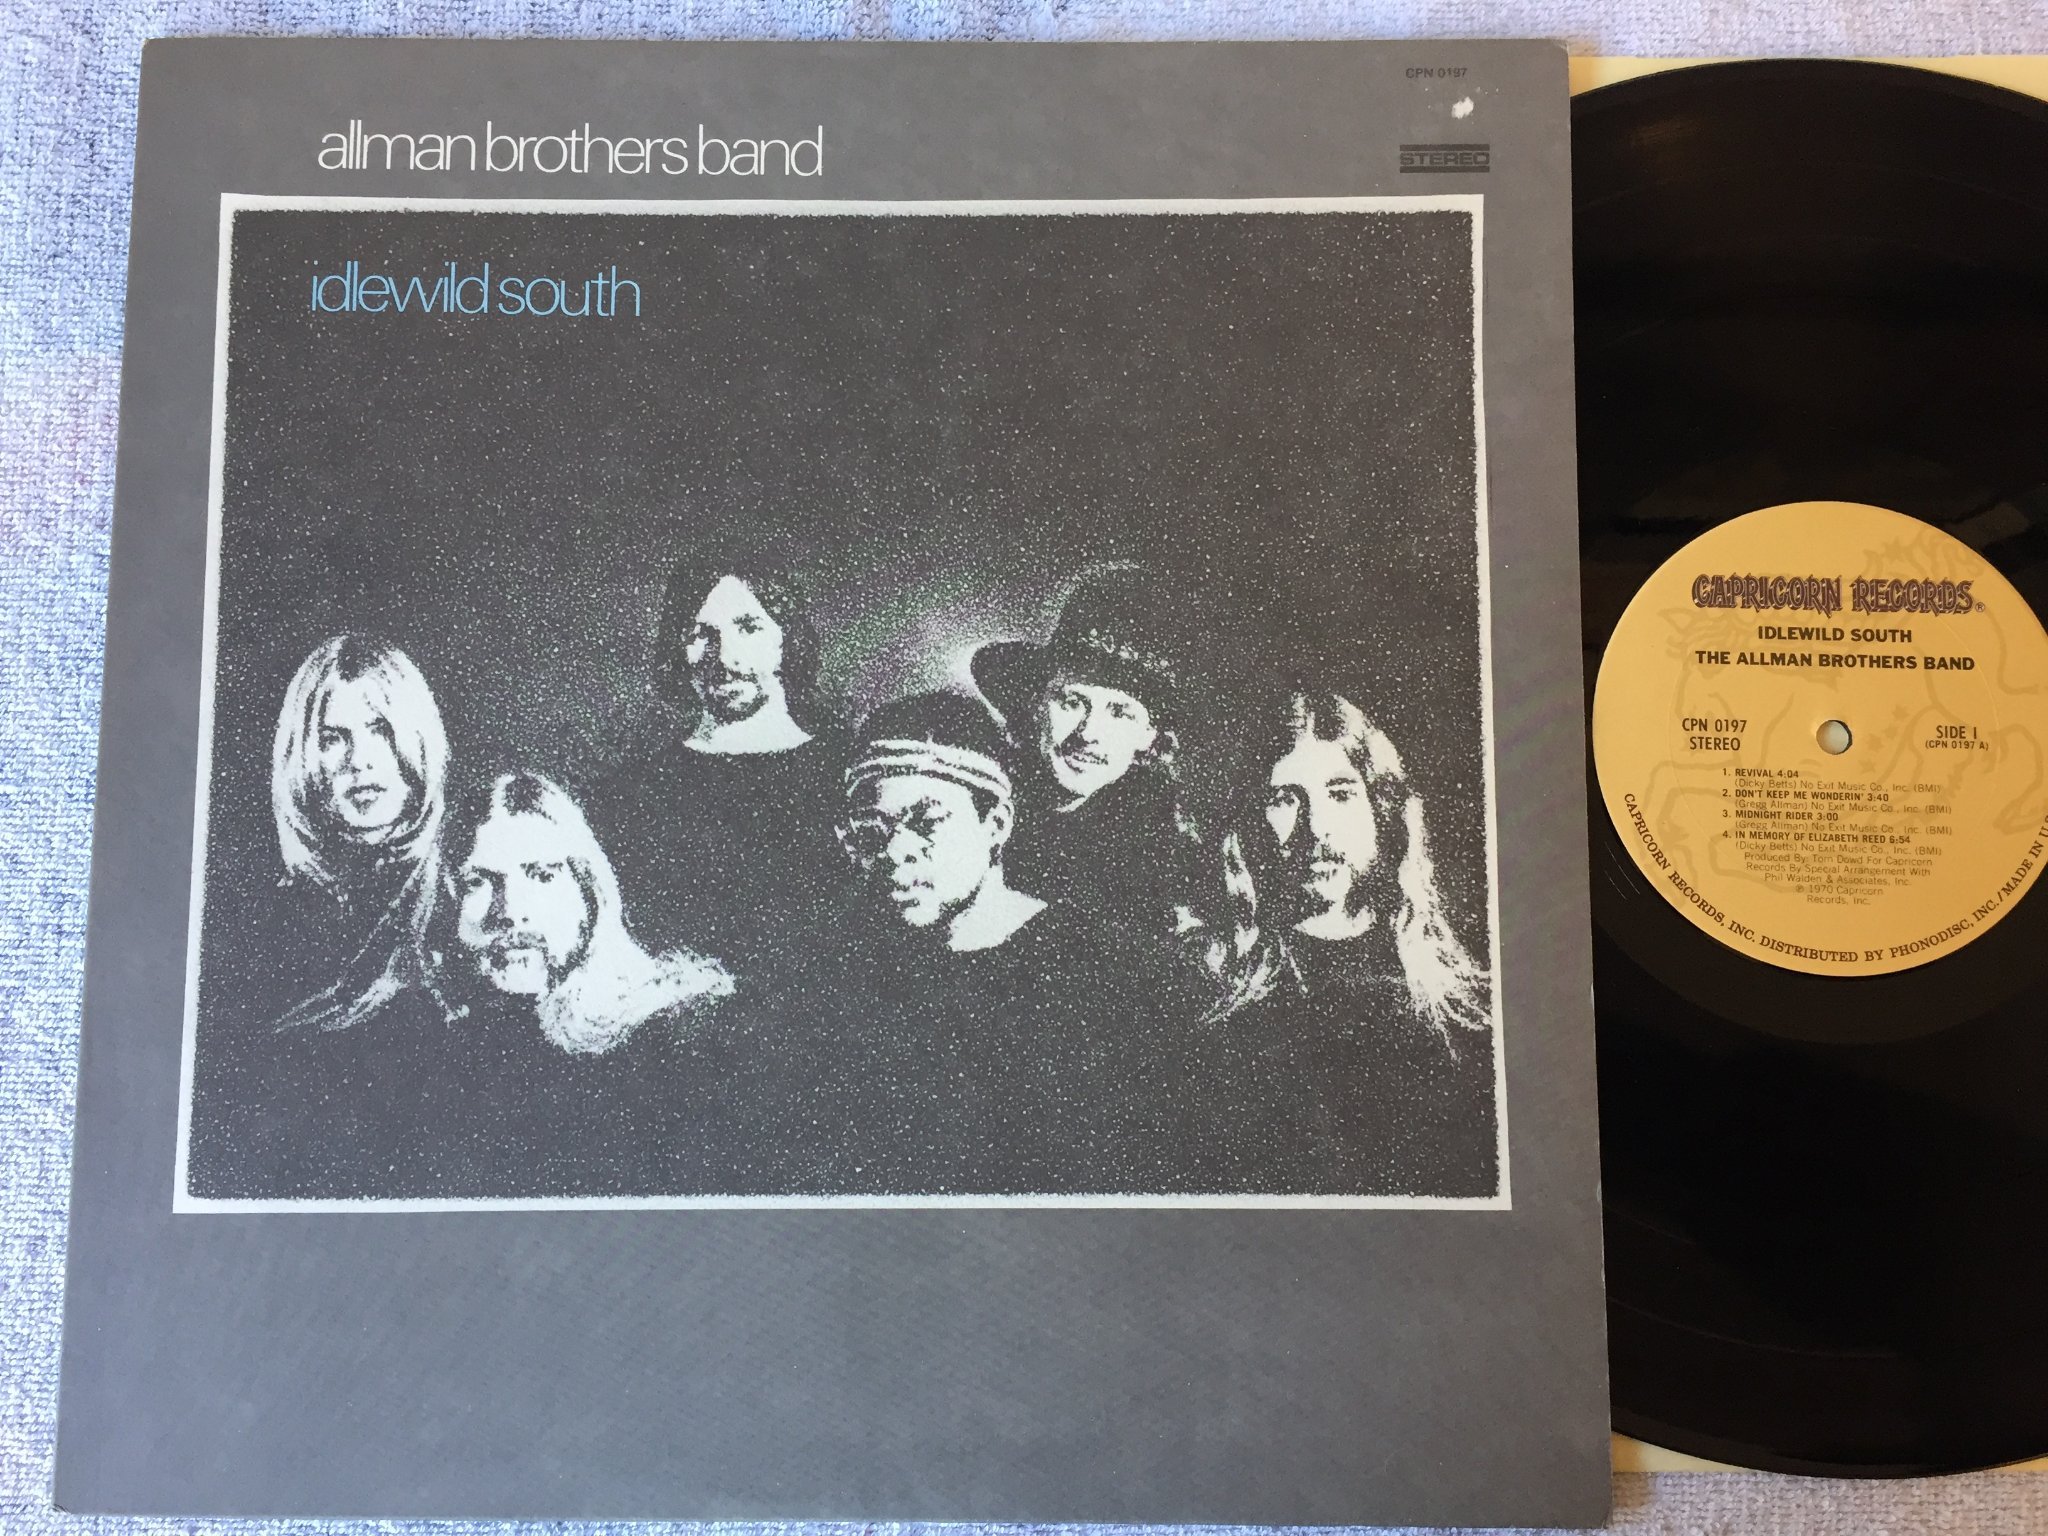 CPN 0197
allman brothers band
STEREO
idlewild south
CAPRICORN RECORDS®
IDLEWILD SOUTH
THE ALLMAN BROTHERS BAND
CPN 0197
STEREO
SIDE I
(CPN 0197 A)
1. REVIVAL 4:04
(Dicky Betts) No Exit Music Co., Inc. (BMI)
2. DON'T KEEP ME WONDERIN' 3:40
(Gregg Allman) No Exit Music Co., Inc. (BMI)
3. MIDNIGHT RIDER 3:00
(Gregg Allman) No Exit Music Co., Inc. (BMI)
4. IN MEMORY OF ELIZABETH REED 6:54
(Dicky Betts) No Exit Music Co., Inc. (BMI)
Produced By: Tom Dowd For Capricorn
Records By Special Arrangement With
Phil Walden & Associates, Inc.
℗ 1970 Capricorn
Records, Inc.
CAPRICORN RECORDS, INC. DISTRIBUTED BY PHONODISC, INC./MADE IN U.S